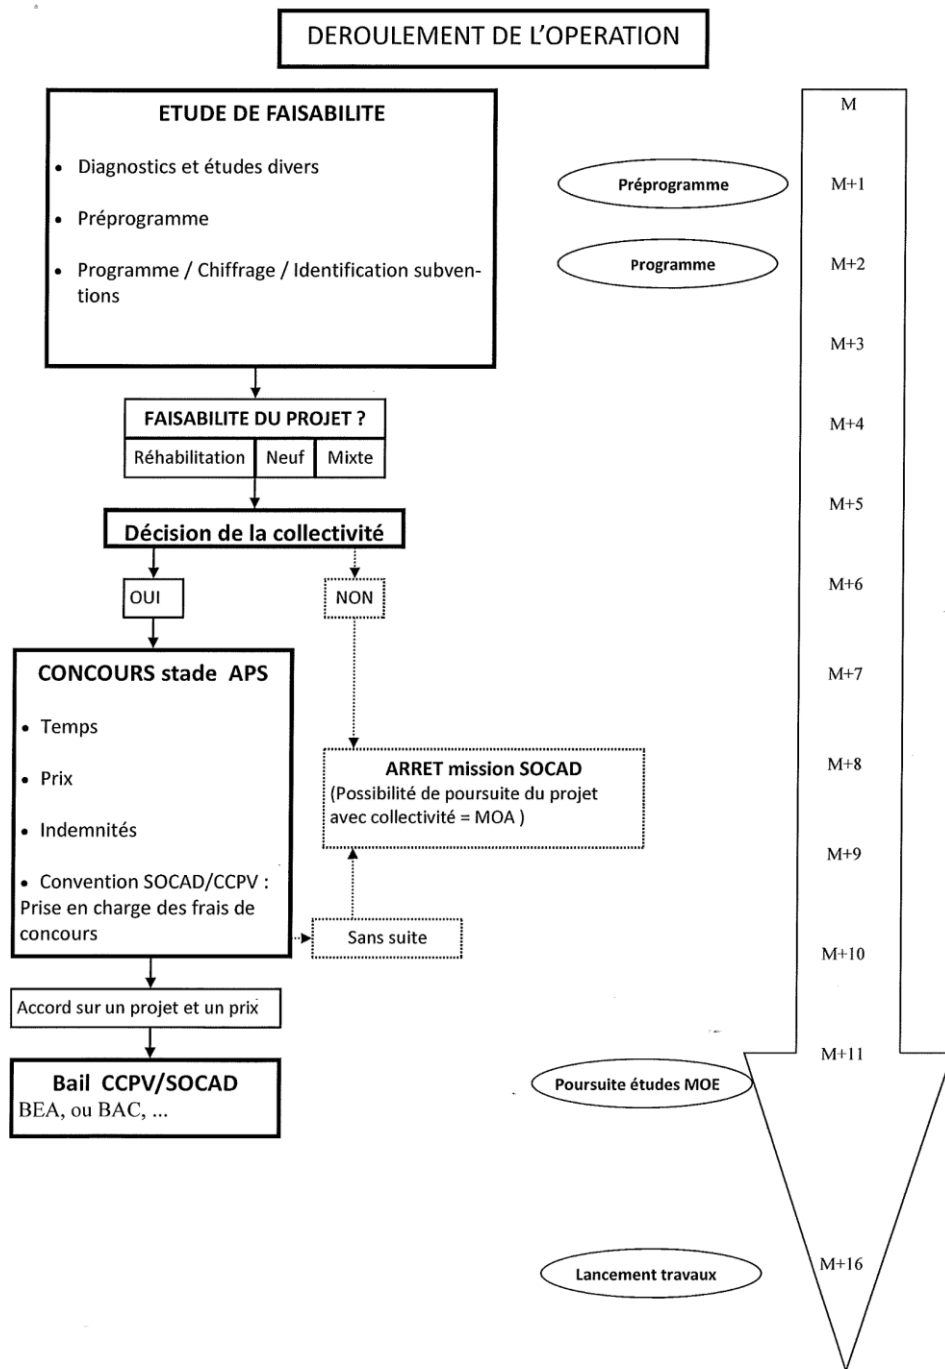 DEROULEMENT DE L'OPERATION
ETUDE DE FAISABILITE
• Diagnostics et études divers
• Préprogramme
• Programme / Chiffrage / Identification subven-
tions
FAISABILITE DU PROJET ?
Réhabilitation Neuf Mixte
Décision de la collectivité
OUI
NON
CONCOURS stade APS
• Temps
• Prix
• Indemnités
• Convention SOCAD/CCPV :
Prise en charge des frais de
concours
ARRET mission SOCAD
(Possibilité de poursuite du projet
avec collectivité = MOA )
Sans suite
Accord sur un projet et un prix
Bail CCPV/SOCAD
BEA, ou BAC, ...
Préprogramme
Programme
Poursuite études MOE
Lancement travaux
M
M+1
M+2
M+3
M+4
M+5
M+6
M+7
M+8
M+9
M+10
M+11
M+16